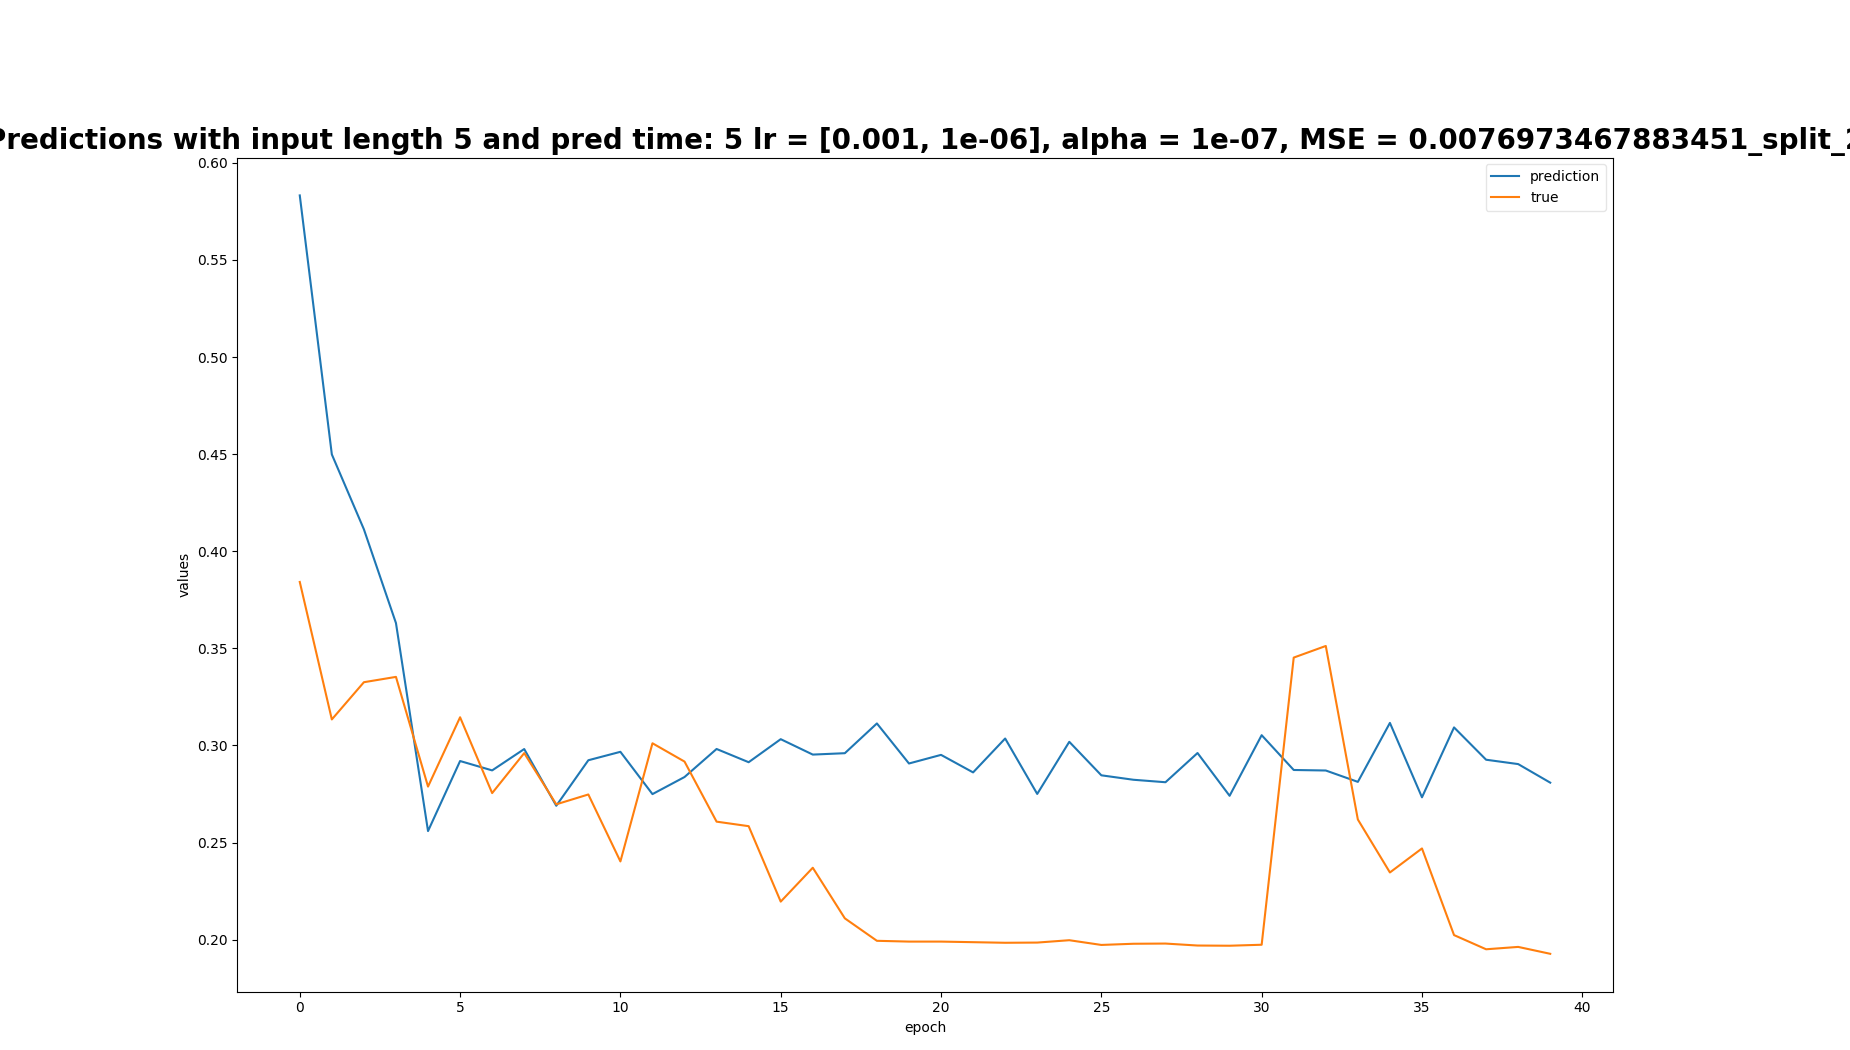 Predictions with input length 5 and pred time: 5 lr = [0.001, 1e-06], alpha = 1e-07, MSE = 0.0076973467883451_split_2
prediction
true
0.60
0.55
0.50
0.45
0.40
0.35
0.30
0.25
0.20
values
0 5 10 15 20 25 30 35 40
epoch